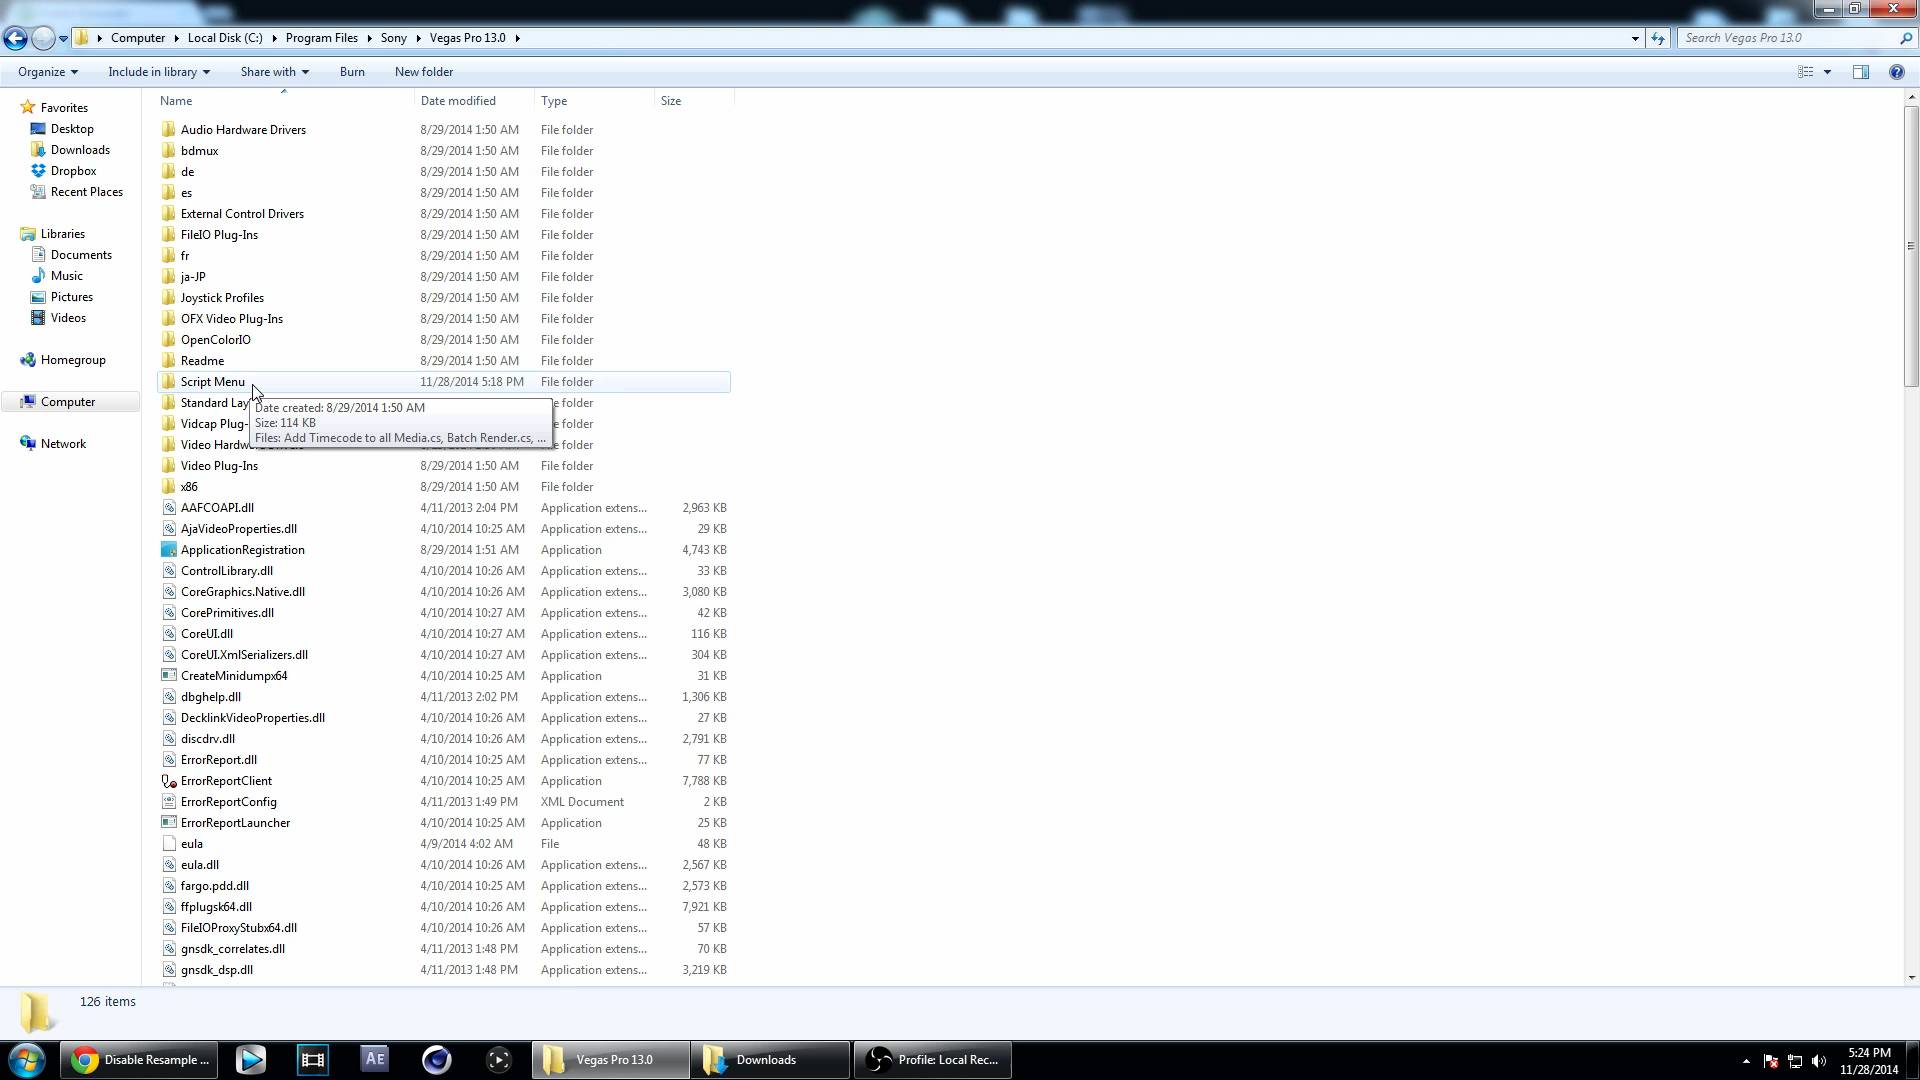 Computer Local Disk (C:) Program Files Sony Vegas Pro 13.0
Search Vegas Pro 13.0
Organize Include in library Share with Burn New folder
Name Date modified Type Size
Favorites
Desktop
Downloads
Dropbox
Recent Places
Libraries
Documents
Music
Pictures
Videos
Homegroup
Computer
Network
Audio Hardware Drivers 8/29/2014 1:50 AM File folder
bdmux 8/29/2014 1:50 AM File folder
de 8/29/2014 1:50 AM File folder
es 8/29/2014 1:50 AM File folder
External Control Drivers 8/29/2014 1:50 AM File folder
FileIO Plug-Ins 8/29/2014 1:50 AM File folder
fr 8/29/2014 1:50 AM File folder
ja-JP 8/29/2014 1:50 AM File folder
Joystick Profiles 8/29/2014 1:50 AM File folder
OFX Video Plug-Ins 8/29/2014 1:50 AM File folder
OpenColorIO 8/29/2014 1:50 AM File folder
Readme 8/29/2014 1:50 AM File folder
Script Menu 11/28/2014 5:18 PM File folder
Standard Lay e folder
Date created: 8/29/2014 1:50 AM
Size: 114 KB
Files: Add Timecode to all Media.cs, Batch Render.cs, ...
Vidcap Plug- e folder
Video Hardw e folder
Video Plug-Ins 8/29/2014 1:50 AM File folder
x86 8/29/2014 1:50 AM File folder
AAFCOAPI.dll 4/11/2013 2:04 PM Application extens... 2,963 KB
AjaVideoProperties.dll 4/10/2014 10:25 AM Application extens... 29 KB
ApplicationRegistration 8/29/2014 1:51 AM Application 4,743 KB
ControlLibrary.dll 4/10/2014 10:26 AM Application extens... 33 KB
CoreGraphics.Native.dll 4/10/2014 10:26 AM Application extens... 3,080 KB
CorePrimitives.dll 4/10/2014 10:27 AM Application extens... 42 KB
CoreUI.dll 4/10/2014 10:27 AM Application extens... 116 KB
CoreUI.XmlSerializers.dll 4/10/2014 10:27 AM Application extens... 304 KB
CreateMinidumpx64 4/10/2014 10:25 AM Application 31 KB
dbghelp.dll 4/11/2013 2:02 PM Application extens... 1,306 KB
DecklinkVideoProperties.dll 4/10/2014 10:26 AM Application extens... 27 KB
discdrv.dll 4/10/2014 10:26 AM Application extens... 2,791 KB
ErrorReport.dll 4/10/2014 10:25 AM Application extens... 77 KB
ErrorReportClient 4/10/2014 10:25 AM Application 7,788 KB
ErrorReportConfig 4/11/2013 1:49 PM XML Document 2 KB
ErrorReportLauncher 4/10/2014 10:25 AM Application 25 KB
eula 4/9/2014 4:02 AM File 48 KB
eula.dll 4/10/2014 10:26 AM Application extens... 2,567 KB
fargo.pdd.dll 4/10/2014 10:25 AM Application extens... 2,573 KB
ffplugsk64.dll 4/10/2014 10:26 AM Application extens... 7,921 KB
FileIOProxyStubx64.dll 4/10/2014 10:26 AM Application extens... 57 KB
gnsdk_correlates.dll 4/11/2013 1:48 PM Application extens... 70 KB
gnsdk_dsp.dll 4/11/2013 1:48 PM Application extens... 3,219 KB
126 items
Disable Resample ...
AE
Vegas Pro 13.0
Downloads
Profile: Local Rec...
5:24 PM
11/28/2014